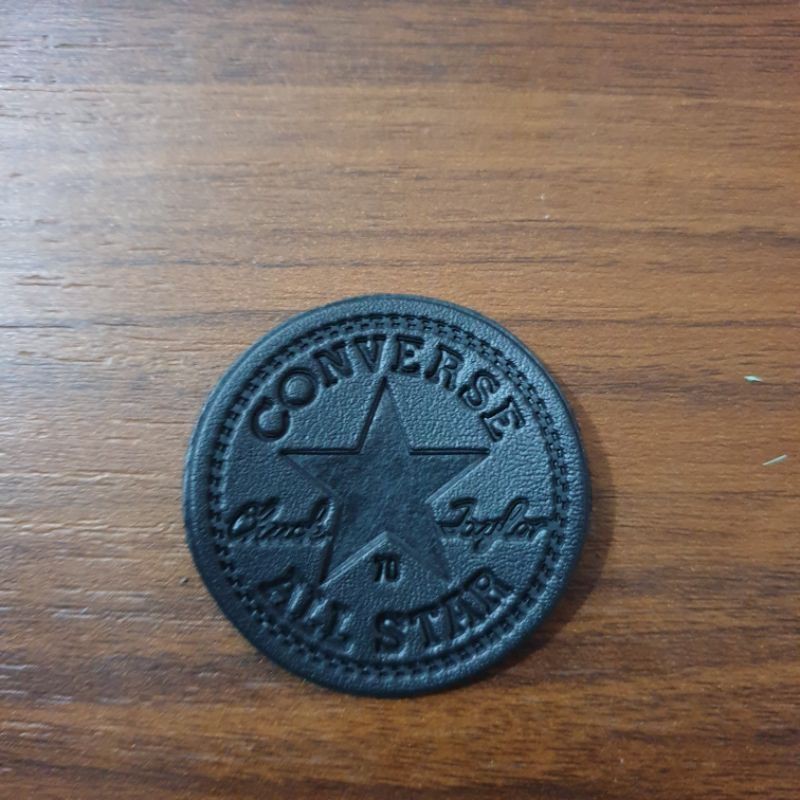 CONVERSE
Chuck Taylor
70
ALL STAR